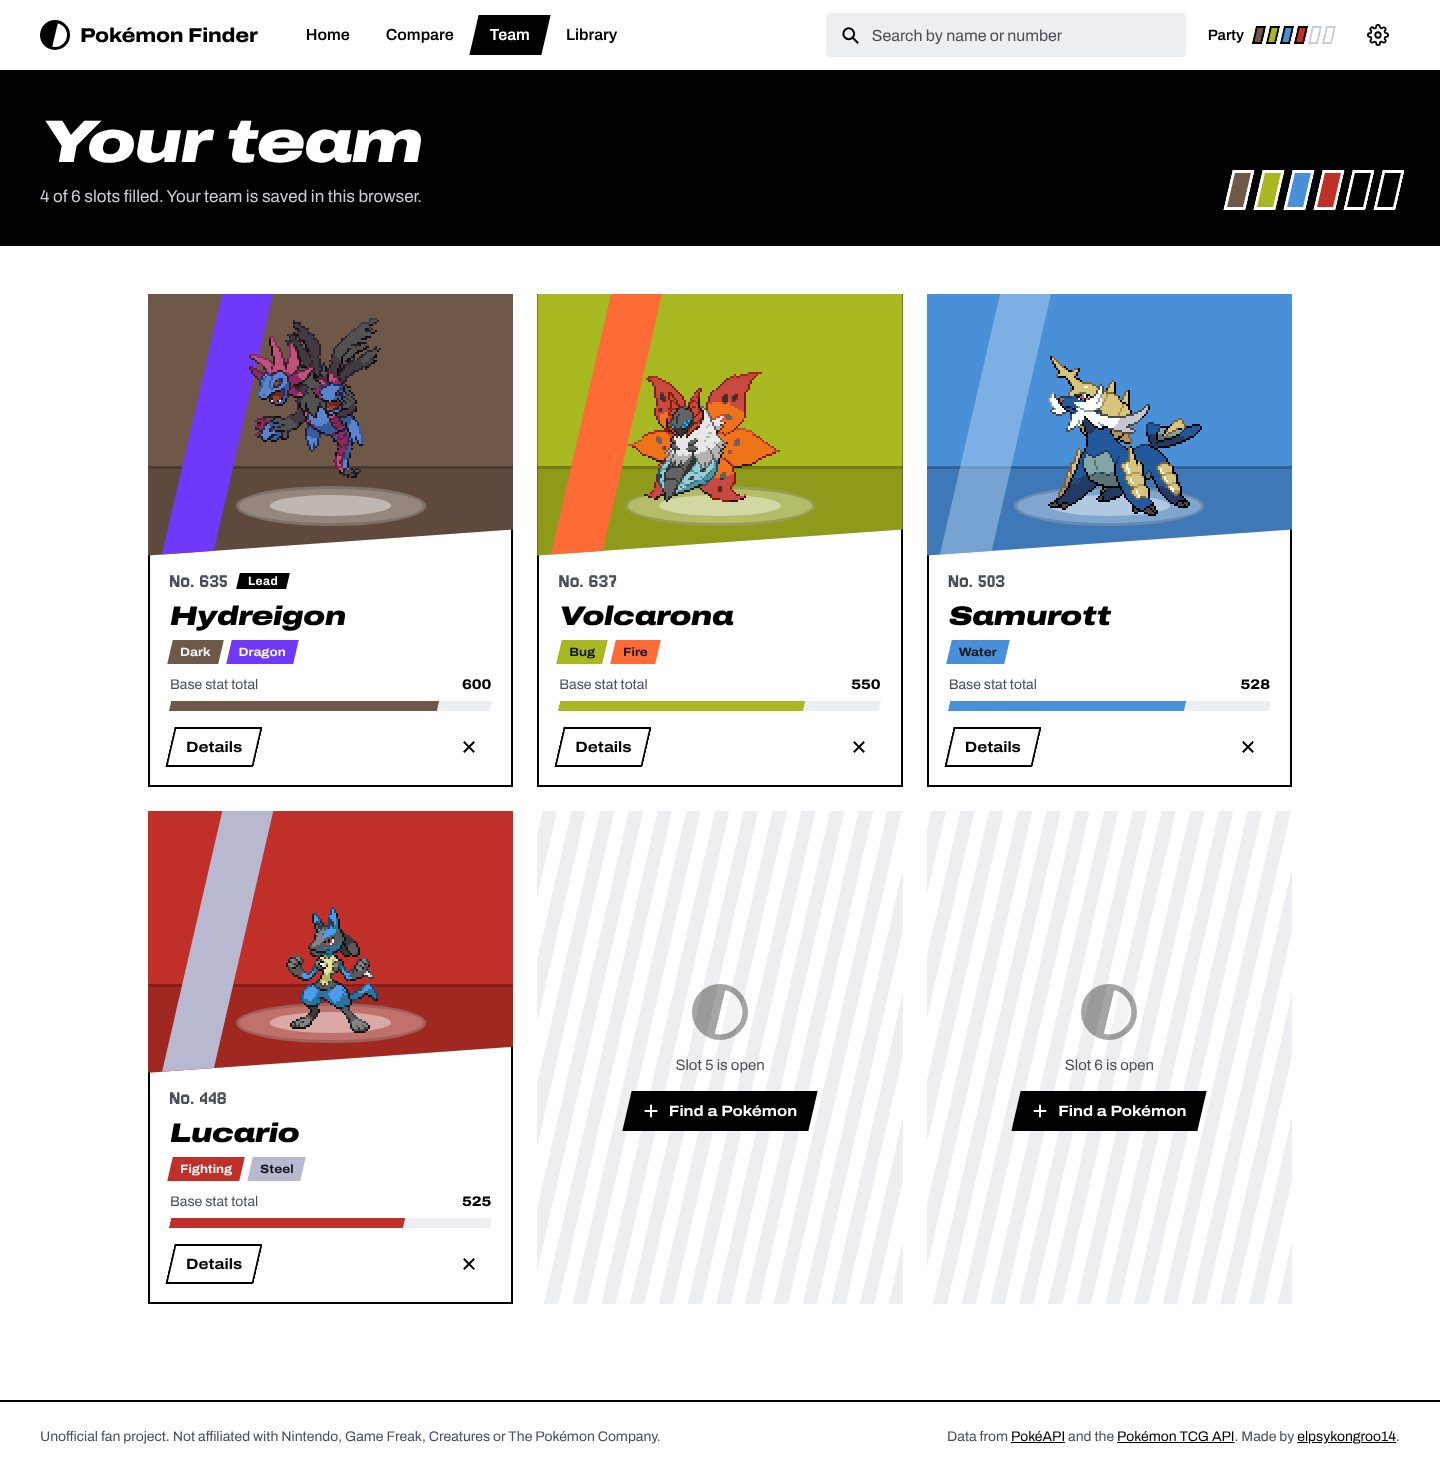 Pokémon Finder
Home
Compare
Team
Library
Search by name or number
Party
Your team
4 of 6 slots filled. Your team is saved in this browser.
No. 635
Lead
Hydreigon
Dark
Dragon
Base stat total
600
Details
No. 637
Volcarona
Bug
Fire
Base stat total
550
Details
No. 503
Samurott
Water
Base stat total
528
Details
No. 448
Lucario
Fighting
Steel
Base stat total
525
Details
Slot 5 is open
Find a Pokémon
Slot 6 is open
Find a Pokémon
Unofficial fan project. Not affiliated with Nintendo, Game Freak, Creatures or The Pokémon Company.
Data from PokéAPI and the Pokémon TCG API. Made by elpsykongroo14.